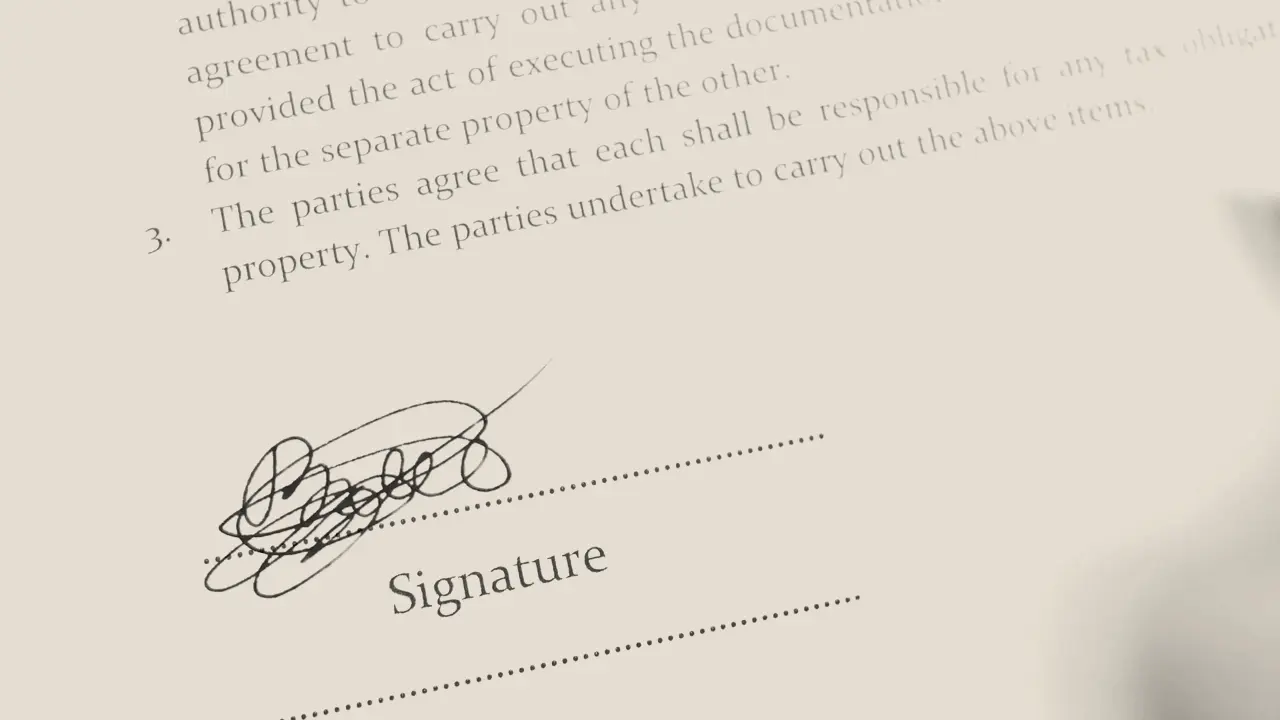 authority
agreement to carry out any
provided the act of executing the
for the separate property of the other.
3. The parties agree that each shall be responsible for any tax
property. The parties undertake to carry out the above items.
Signature